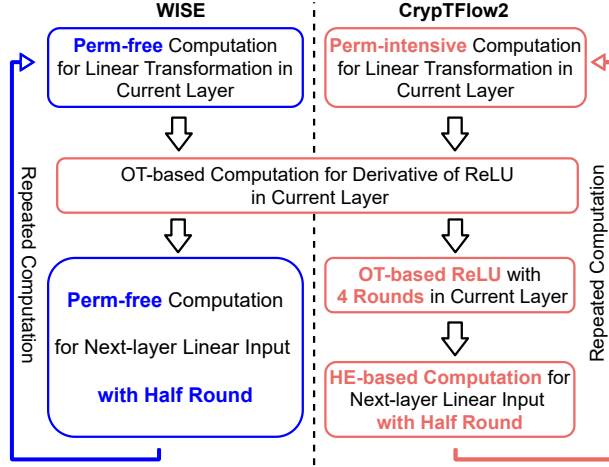 WISE
CrypTFlow2
Perm-free Computation
for Linear Transformation in
Current Layer
Perm-intensive Computation
for Linear Transformation in
Current Layer
OT-based Computation for Derivative of ReLU
in Current Layer
Perm-free Computation
for Next-layer Linear Input
with Half Round
OT-based ReLU with
4 Rounds in Current Layer
HE-based Computation for
Next-layer Linear Input
with Half Round
Repeated Computation
Repeated Computation